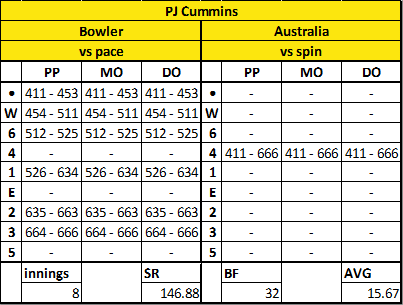 PJ Cummins
Bowler Australia
vs pace vs spin
PP MO DO PP MO DO
• 411 - 453 411 - 453 411 - 453 • - - -
W 454 - 511 454 - 511 454 - 511 W - - -
6 512 - 525 512 - 525 512 - 525 6 - - -
4 - - - 4 411 - 666 411 - 666 411 - 666
1 526 - 634 526 - 634 526 - 634 1 - - -
E - - - E - - -
2 635 - 663 635 - 663 635 - 663 2 - - -
3 664 - 666 664 - 666 664 - 666 3 - - -
5 - - - 5 - - -
innings SR BF AVG
8 146.88 32 15.67